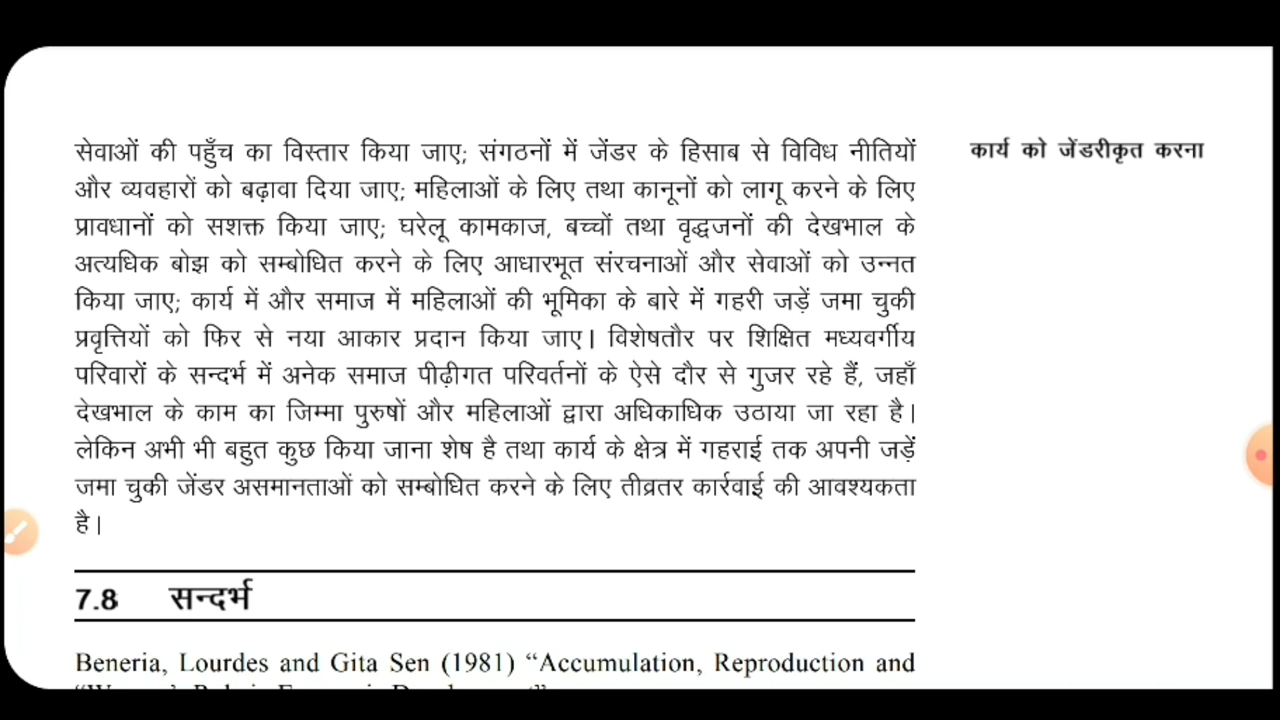 सेवाओं की पहुँच का विस्तार किया जाए; संगठनों में जेंडर के हिसाब से विविध नीतियों
कार्य को जेंडरीकृत करना
और व्यवहारों को बढ़ावा दिया जाए; महिलाओं के लिए तथा कानूनों को लागू करने के लिए
प्रावधानों को सशक्त किया जाए; घरेलू कामकाज, बच्चों तथा वृद्धजनों की देखभाल के
अत्यधिक बोझ को सम्बोधित करने के लिए आधारभूत संरचनाओं और सेवाओं को उन्नत
किया जाए; कार्य में और समाज में महिलाओं की भूमिका के बारे में गहरी जड़ें जमा चुकी
प्रवृत्तियों को फिर से नया आकार प्रदान किया जाए। विशेषतौर पर शिक्षित मध्यवर्गीय
परिवारों के सन्दर्भ में अनेक समाज पीढ़ीगत परिवर्तनों के ऐसे दौर से गुजर रहे हैं, जहाँ
देखभाल के काम का जिम्मा पुरुषों और महिलाओं द्वारा अधिकाधिक उठाया जा रहा है।
लेकिन अभी भी बहुत कुछ किया जाना शेष है तथा कार्य के क्षेत्र में गहराई तक अपनी जड़ें
जमा चुकी जेंडर असमानताओं को सम्बोधित करने के लिए तीव्रतर कार्रवाई की आवश्यकता
है।
7.8 सन्दर्भ
Beneria, Lourdes and Gita Sen (1981) “Accumulation, Reproduction and